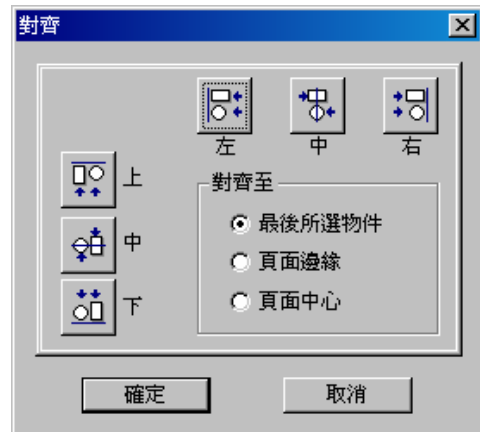 對齊
左 中 右
上
對齊至
最後所選物件
中
頁面邊緣
下
頁面中心
確定 取消